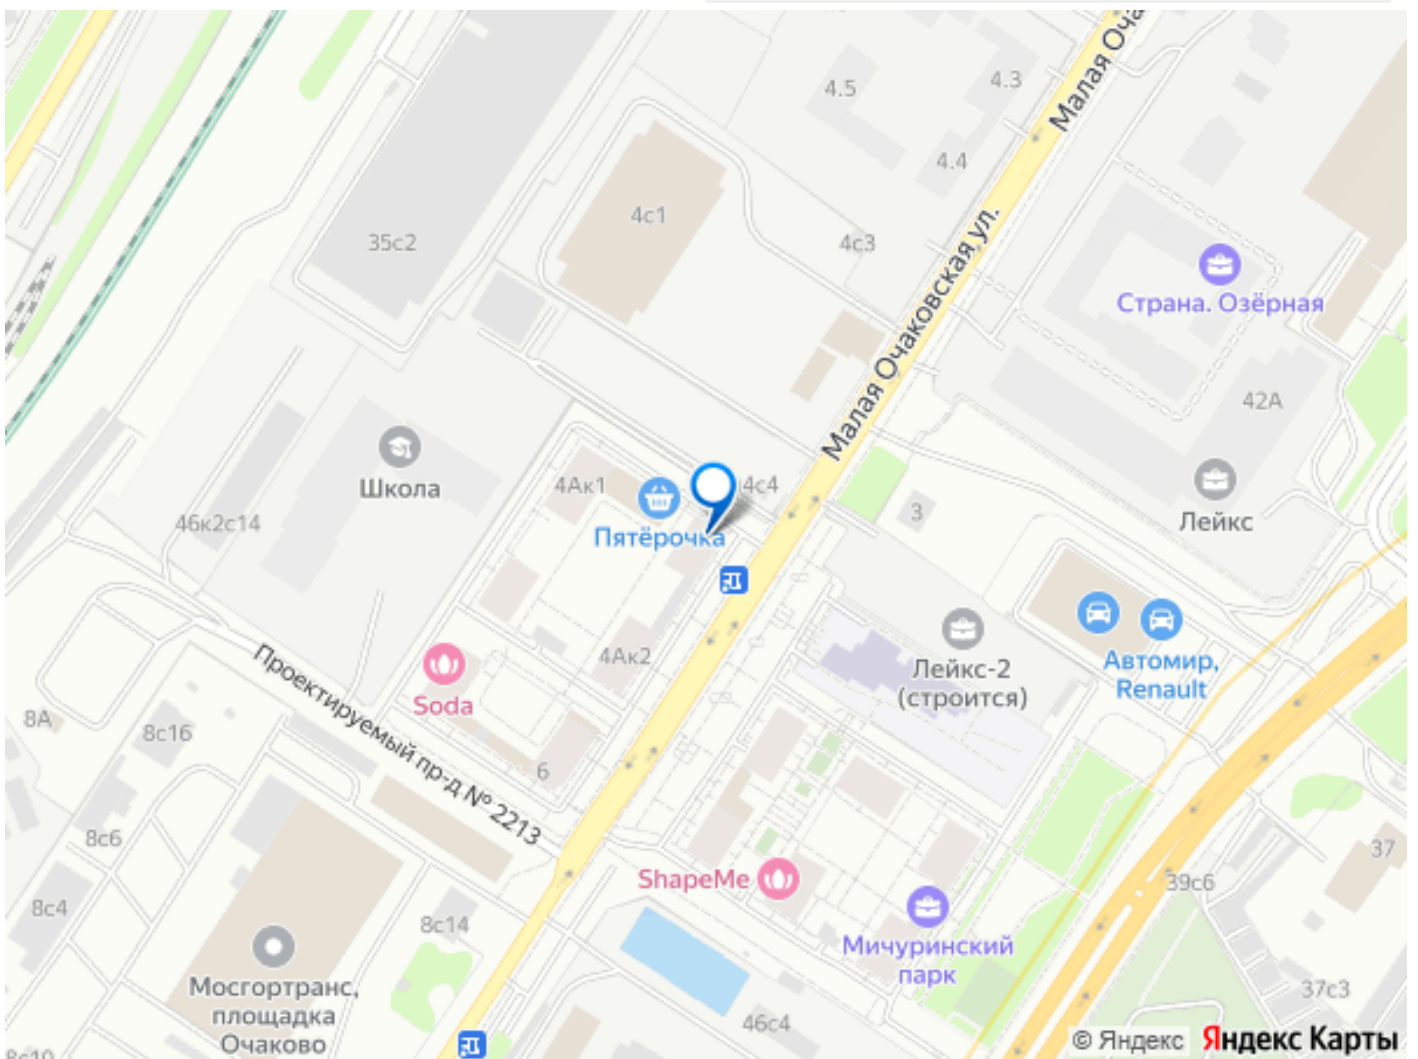 Малая Оча
4.5
4.3
4.4
4с1
35с2
4с3
Малая Очаковская ул.
Страна. Озёрная
42А
Школа
4Ак1
4с4
3
Лейкс
46к2с14
Пятёрочка
4Ак2
Лейкс-2
(строится)
Автомир,
Renault
Soda
Проектируемый пр-д № 2213
8А
8с16
6
8с6
ShapeMe
37
39с6
8с4
8с14
Мичуринский
парк
Мосгортранс,
площадка
Очаково
37с3
46с4
8с10
© Яндекс Яндекс Карты